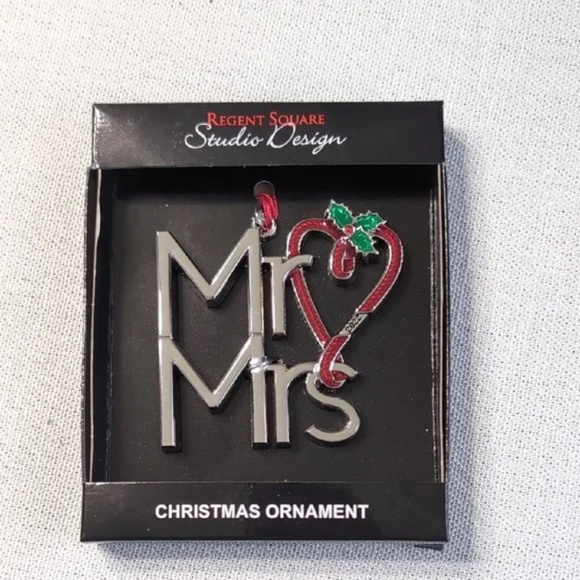 REGENT SQUARE
Studio Design
Mr
Mrs
CHRISTMAS ORNAMENT